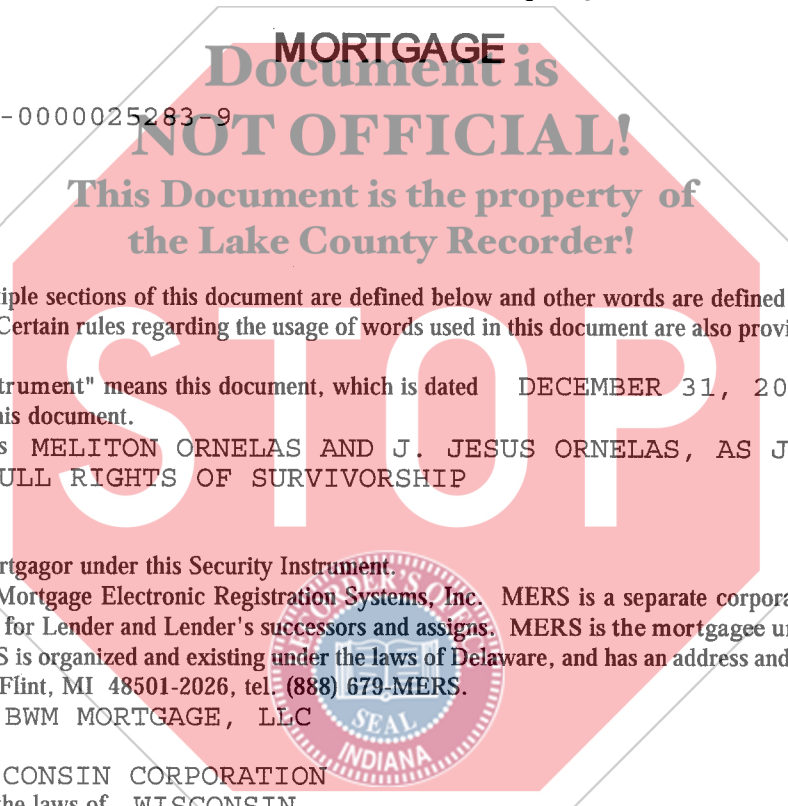 MORTGAGE
Document is
-0000025283-9
NOT OFFICIAL!
This Document is the property of
the Lake County Recorder!
iple sections of this document are defined below and other words are defined
Certain rules regarding the usage of words used in this document are also provi
trument" means this document, which is dated DECEMBER 31, 20
his document.
s MELITON ORNELAS AND J. JESUS ORNELAS, AS J
ULL RIGHTS OF SURVIVORSHIP
STOP
rtgagor under this Security Instrument.
Mortgage Electronic Registration Systems, Inc. MERS is a separate corpora
for Lender and Lender's successors and assigns. MERS is the mortgagee u
S is organized and existing under the laws of Delaware, and has an address and
Flint, MI 48501-2026, tel. (888) 679-MERS.
BWM MORTGAGE, LLC
SEAL
INDIANA
CONSIN CORPORATION
the laws of WISCONSIN